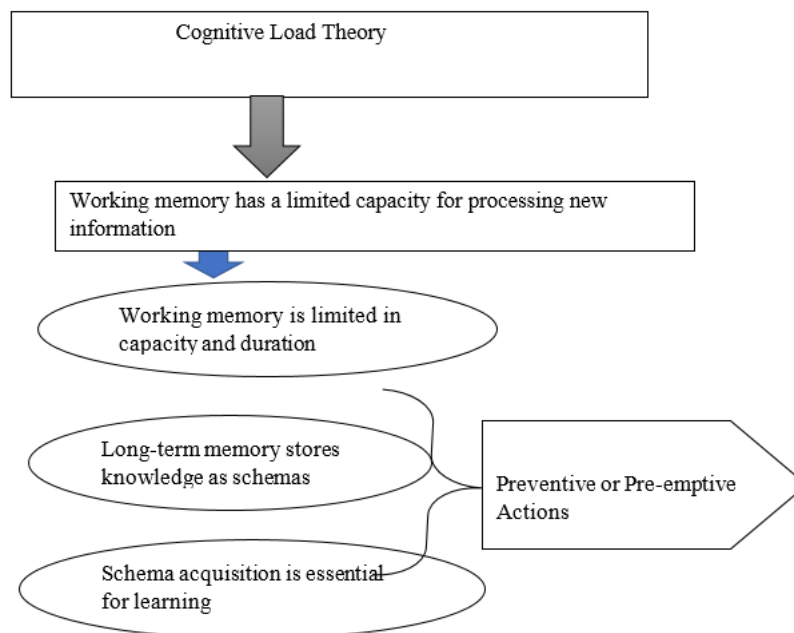 Cognitive Load Theory
Working memory has a limited capacity for processing new
information
Working memory is limited in
capacity and duration
Long-term memory stores
knowledge as schemas
Preventive or Pre-emptive
Actions
Schema acquisition is essential
for learning